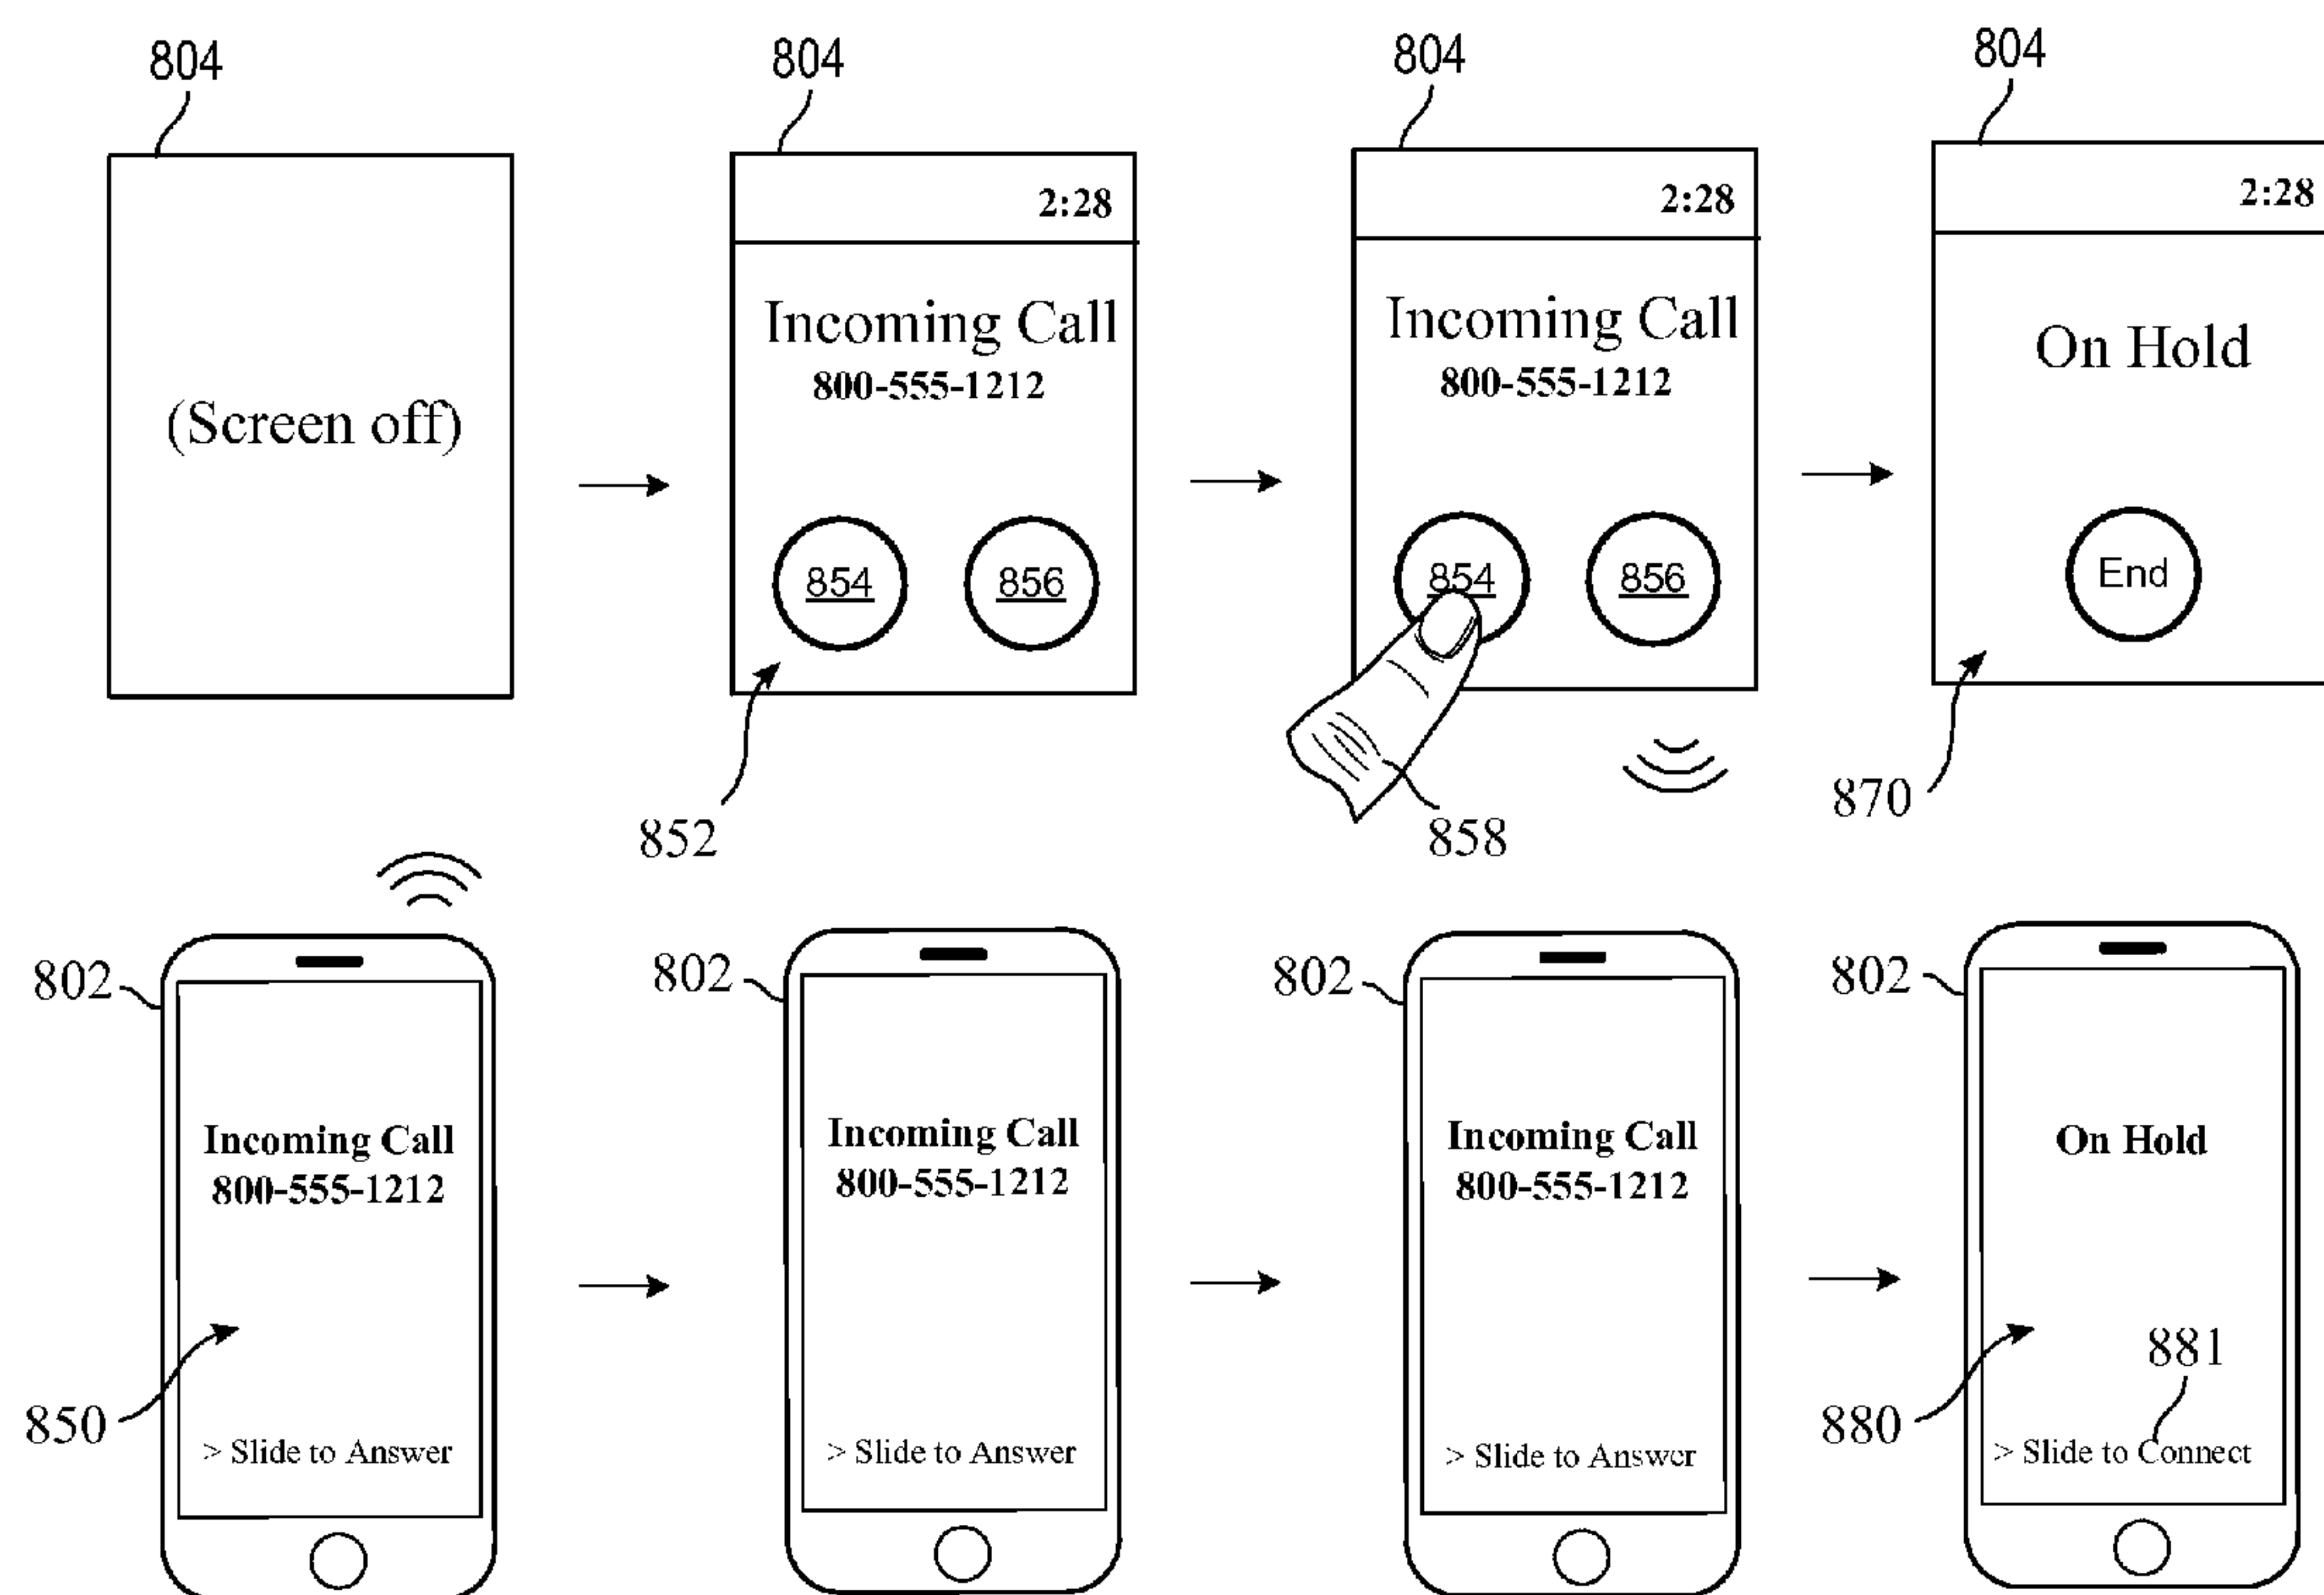 804
804
804
804
(Screen off)
2:28
Incoming Call
800-555-1212
854
856
2:28
Incoming Call
800-555-1212
854
856
2:28
On Hold
End
852
858
870
802
802
802
802
Incoming Call
800-555-1212
> Slide to Answer
850
Incoming Call
800-555-1212
> Slide to Answer
Incoming Call
800-555-1212
> Slide to Answer
On Hold
881
880
> Slide to Connect